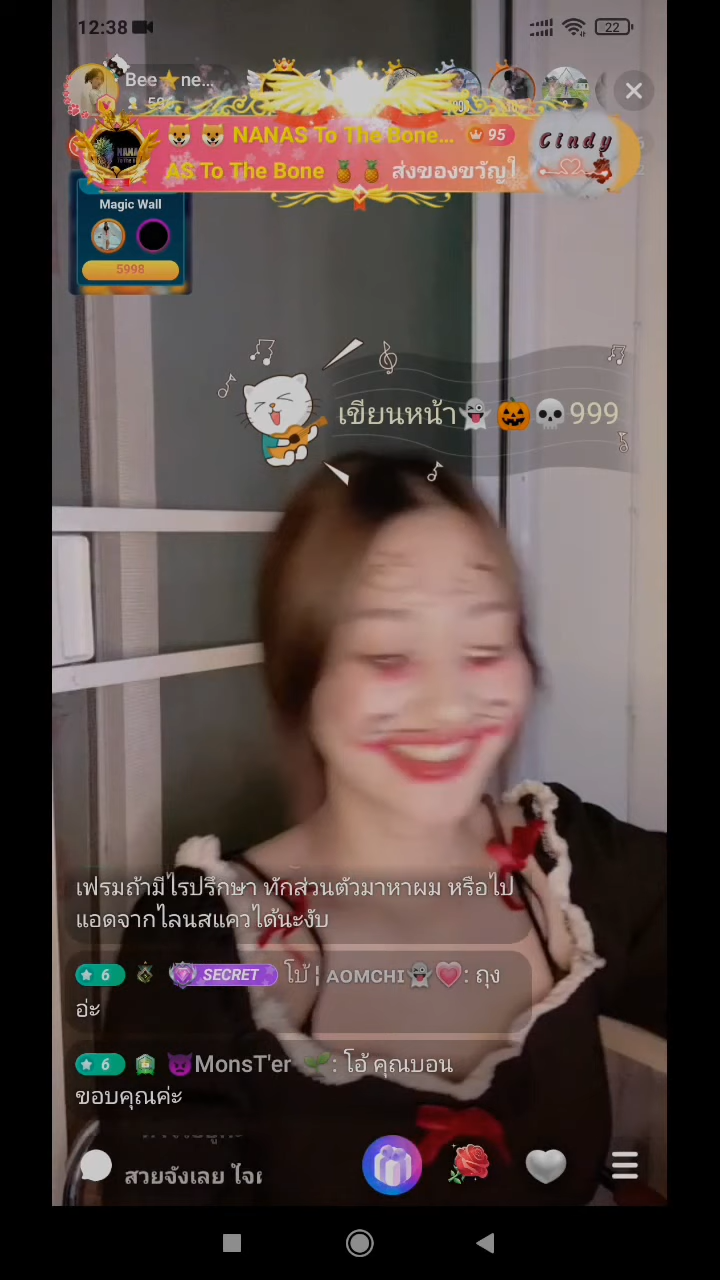 12:38
22
Bee⭐ne...
NANAS To The Bone... 95
AS To The Bone 🍍 🍍 ส่งของขวัญใ
Cindy
Magic Wall
5998
เขียนหน้า👻🎃💀999
เฟรมถ้ามีไรปรึกษา ทักส่วนตัวมาหาผม หรือไป
แอดจากไลนสแควได้นะงับ
6 SECRET โบ้ ¦ ᴀᴏᴍᴄʜɪ👻💗: ถุง
อ่ะ
6 😈MonsT'er 🌱: โอ้ คุณบอน
ขอบคุณค่ะ
สวยจังเลย ใจ